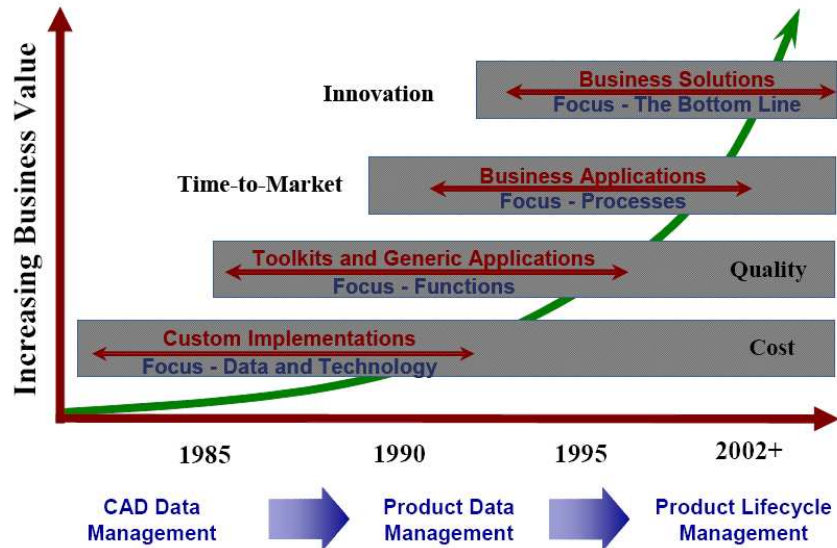 Increasing Business Value
Business Solutions
Innovation
Focus - The Bottom Line
Business Applications
Time-to-Market
Focus - Processes
Toolkits and Generic Applications
Quality
Focus - Functions
Custom Implementations
Cost
Focus - Data and Technology
1985 1990 1995 2002+
CAD Data
Management
Product Data
Management
Product Lifecycle
Management